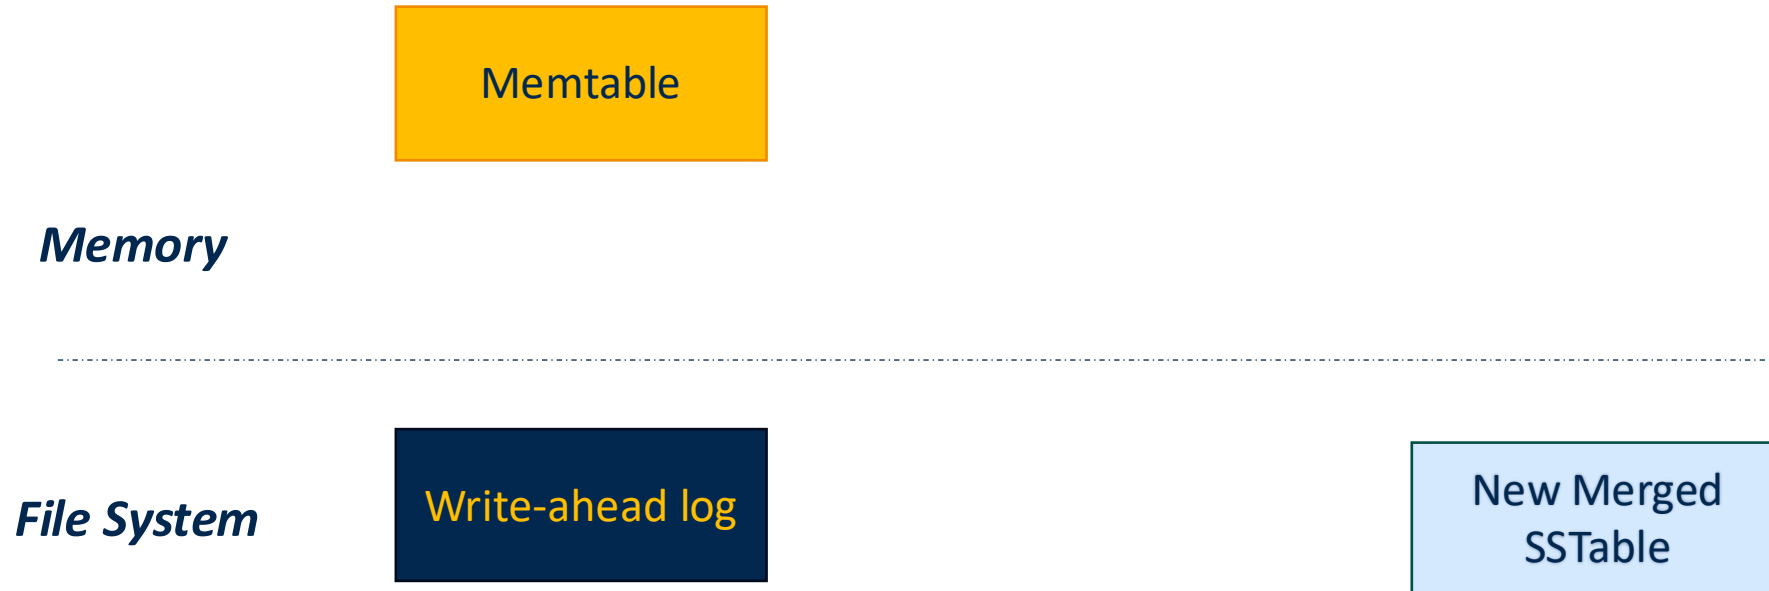 Memtable
Memory
File System
Write-ahead log
New Merged
SSTable